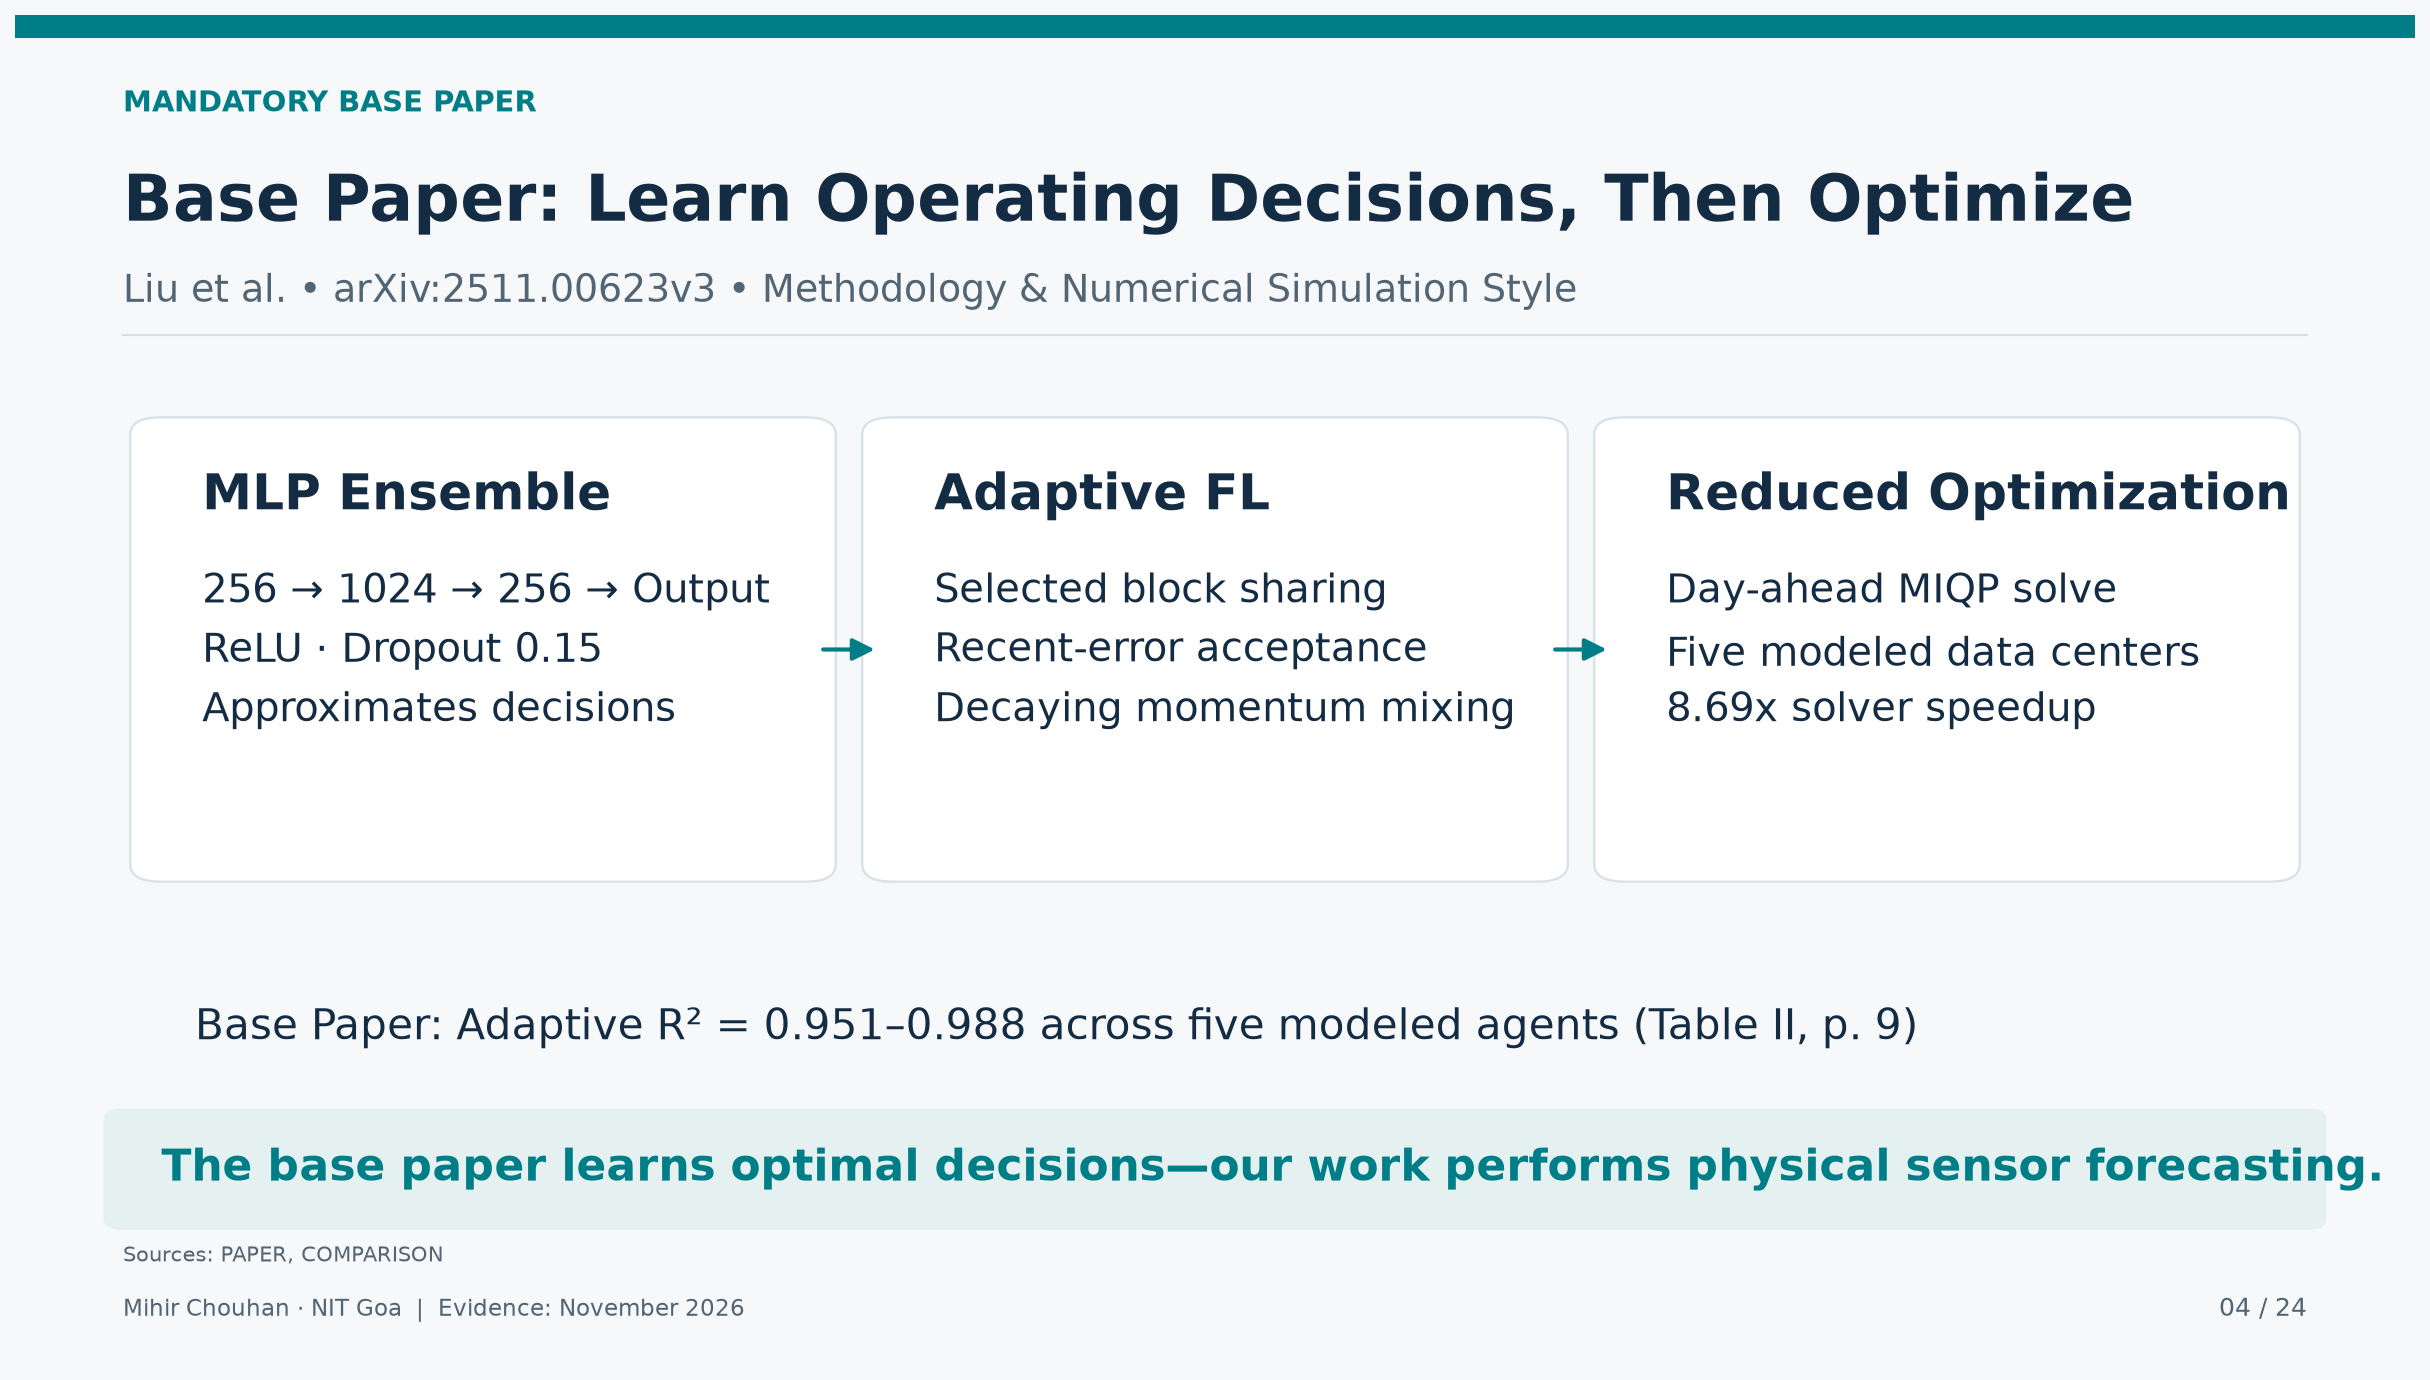 MANDATORY BASE PAPER
Base Paper: Learn Operating Decisions, Then Optimize
Liu et al. • arXiv:2511.00623v3 • Methodology & Numerical Simulation Style
MLP Ensemble
256 → 1024 → 256 → Output
ReLU · Dropout 0.15
Approximates decisions
Adaptive FL
Selected block sharing
Recent-error acceptance
Decaying momentum mixing
Reduced Optimization
Day-ahead MIQP solve
Five modeled data centers
8.69x solver speedup
Base Paper: Adaptive R² = 0.951–0.988 across five modeled agents (Table II, p. 9)
The base paper learns optimal decisions—our work performs physical sensor forecasting.
Sources: PAPER, COMPARISON
Mihir Chouhan · NIT Goa | Evidence: November 2026
04 / 24